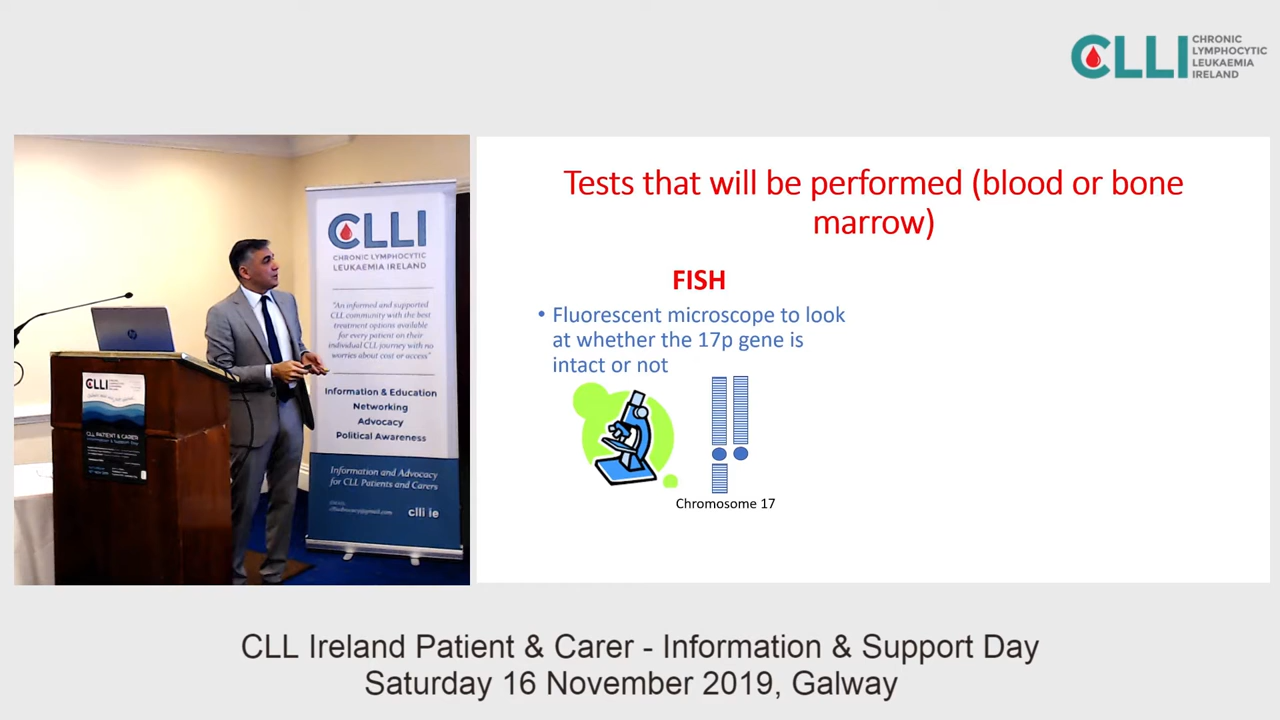 CLLI
CHRONIC
LYMPHOCYTIC
LEUKAEMIA
IRELAND
Tests that will be performed (blood or bone
marrow)
FISH
• Fluorescent microscope to look
at whether the 17p gene is
intact or not
Chromosome 17
CLLI
CHRONIC LYMPHOCYTIC
LEUKAEMIA IRELAND
"An informed and supported
CLL community with the best
treatment options available
for every patient on their
individual CLL journey with no
worries about cost or access"
Information & Education
Networking
Advocacy
Political Awareness
Information and Advocacy
for CLL Patients and Carers
clli ie
CLLI
CLL PATIENT & CARER
Information & Support Day
CLL Ireland Patient & Carer - Information & Support Day
Saturday 16 November 2019, Galway